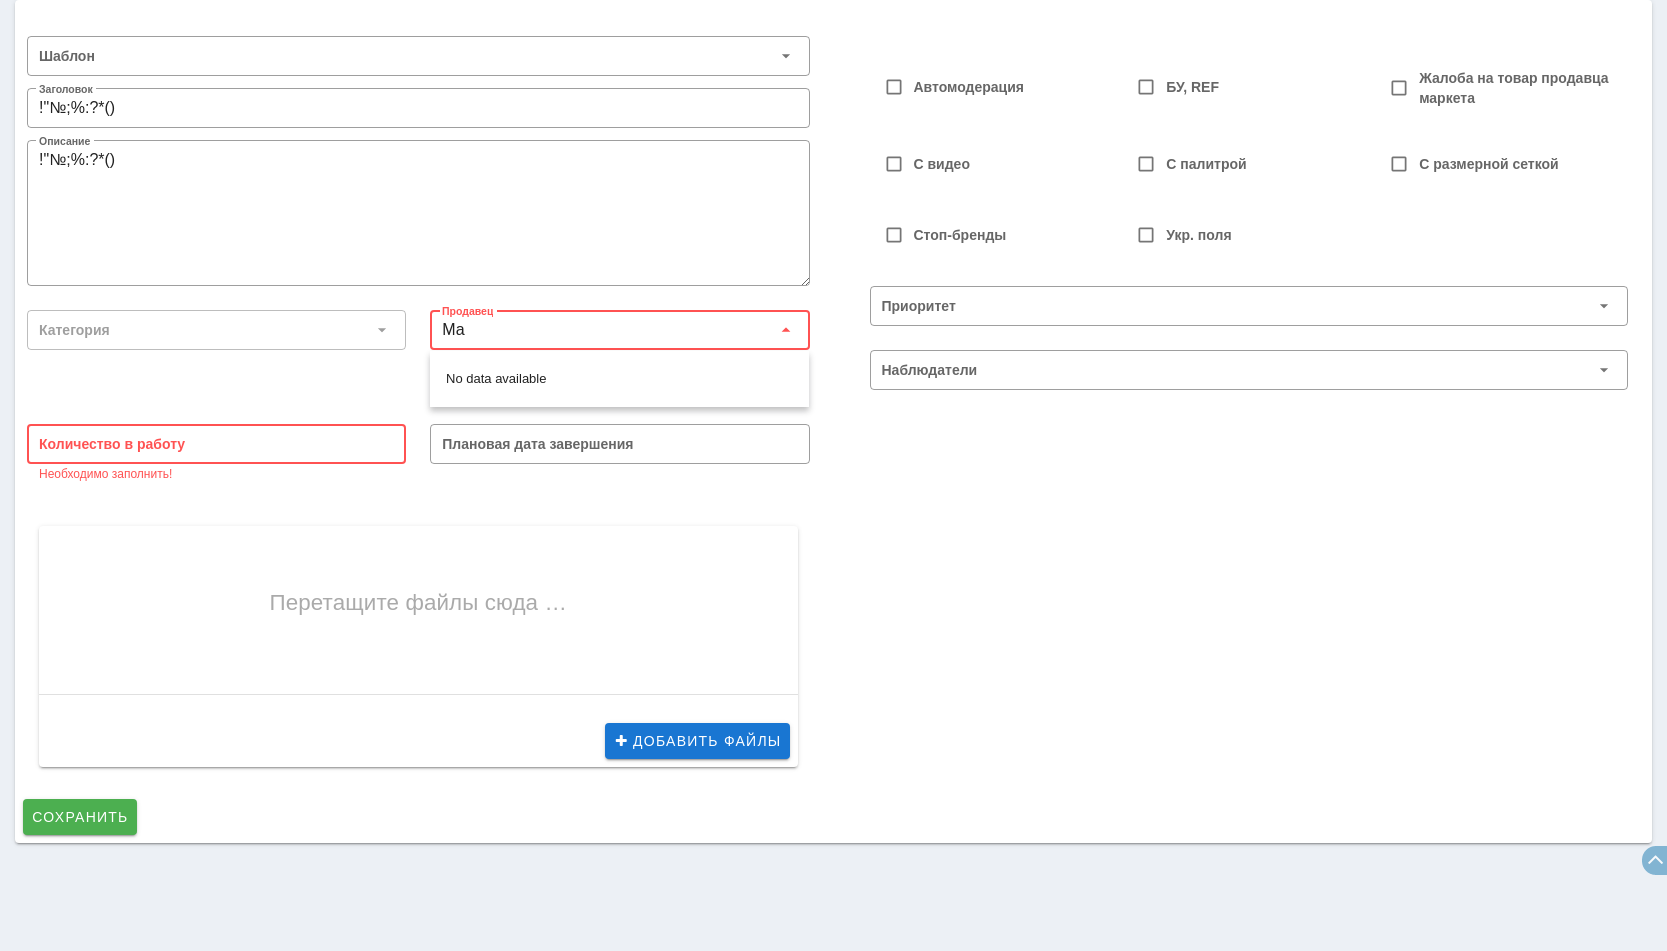 Шаблон
Заголовок
!"№;%:?*()
Описание
!"№;%:?*()
Категория
Продавец
Ма
No data available
Количество в работу
Необходимо заполнить!
Плановая дата завершения
Перетащите файлы сюда …
ДОБАВИТЬ ФАЙЛЫ
СОХРАНИТЬ
Автомодерация
БУ, REF
Жалоба на товар продавца
маркета
С видео
С палитрой
С размерной сеткой
Стоп-бренды
Укр. поля
Приоритет
Наблюдатели